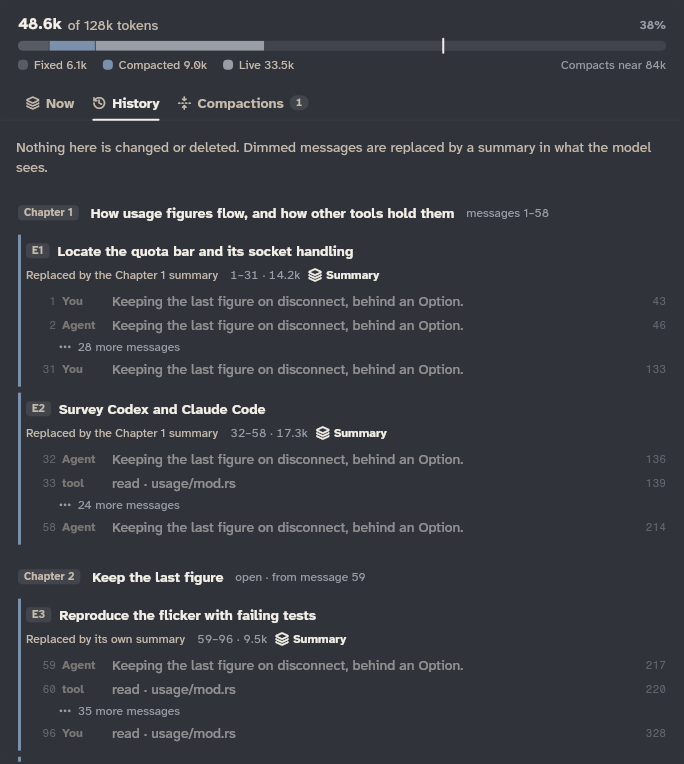 48.6k of 128k tokens 38%
Fixed 6.1k Compacted 9.0k Live 33.5k Compacts near 84k
Now History Compactions 1
Nothing here is changed or deleted. Dimmed messages are replaced by a summary in what the model
sees.
Chapter 1 How usage figures flow, and how other tools hold them messages 1–58
E1 Locate the quota bar and its socket handling
Replaced by the Chapter 1 summary 1–31 · 14.2k Summary
1 You Keeping the last figure on disconnect, behind an Option. 43
2 Agent Keeping the last figure on disconnect, behind an Option. 46
··· 28 more messages
31 You Keeping the last figure on disconnect, behind an Option. 133
E2 Survey Codex and Claude Code
Replaced by the Chapter 1 summary 32–58 · 17.3k Summary
32 Agent Keeping the last figure on disconnect, behind an Option. 136
33 tool read · usage/mod.rs 139
··· 24 more messages
58 Agent Keeping the last figure on disconnect, behind an Option. 214
Chapter 2 Keep the last figure open · from message 59
E3 Reproduce the flicker with failing tests
Replaced by its own summary 59–96 · 9.5k Summary
59 Agent Keeping the last figure on disconnect, behind an Option. 217
60 tool read · usage/mod.rs 220
··· 35 more messages
96 You read · usage/mod.rs 328